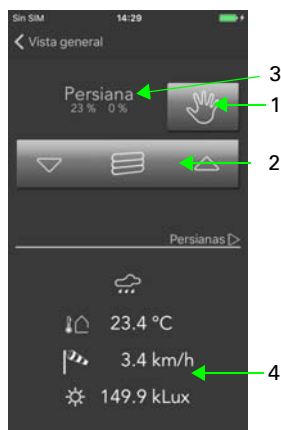 Sin SIM 14:29
Vista general
Persiana
23 % 0 %
3
1
2
Persianas
23.4 °C
3.4 km/h
4
149.9 kLux